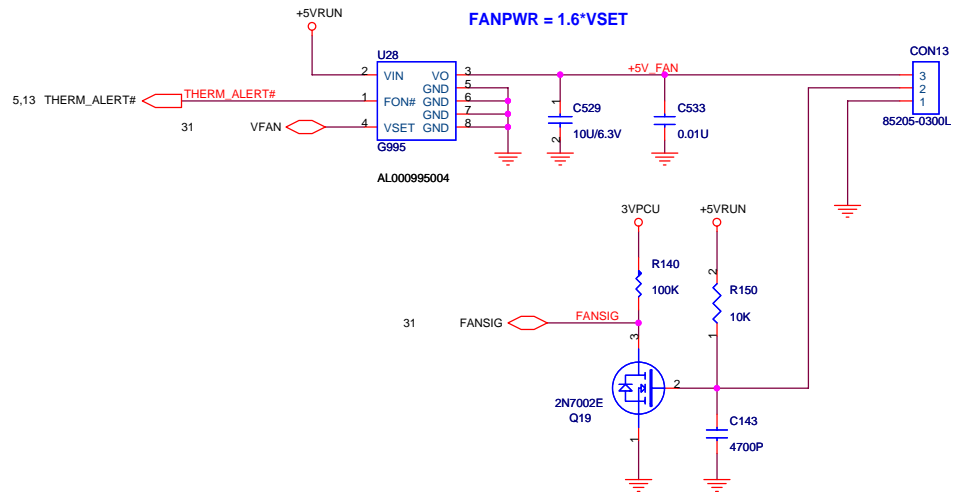 FANPWR = 1.6*VSET
+5VRUN
U28
CON13
2 VIN VO 3
+5V_FAN
3
GND 5
2
5,13 THERM_ALERT#
THERM_ALERT#
1 FON# GND 6
1
GND 7
31 VFAN
4 VSET GND 8
85205-0300L
G995
AL000995004
1
C529
10U/6.3V
2
C533
0.01U
3VPCU
+5VRUN
R140
100K
2
R150
10K
1
31 FANSIG
FANSIG
3
2
2N7002E
Q19
1
C143
4700P